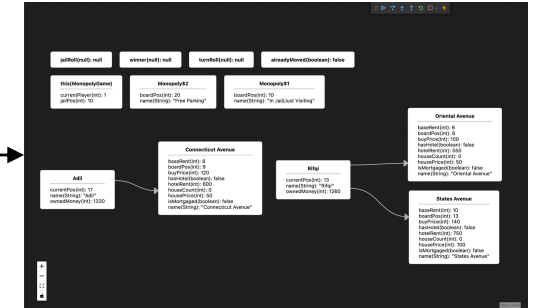 jailRoll(null): null
winner(null): null
turnRoll(null): null
alreadyMoved(boolean): false
this(MonopolyGame)
currentPlayer(int): 1
jailPos(int): 10
Monopoly$2
boardPos(int): 20
name(String): "Free Parking"
Monopoly$1
boardPos(int): 10
name(String): "In Jail/Just Visiting"
Oriental Avenue
baseRent(int): 6
boardPos(int): 6
buyPrice(int): 100
hasHotel(boolean): false
hotelRent(int): 550
houseCount(int): 0
housePrice(int): 50
isMortgaged(boolean): false
name(String): "Oriental Avenue"
Connecticut Avenue
baseRent(int): 8
boardPos(int): 9
buyPrice(int): 120
hasHotel(boolean): false
hotelRent(int): 600
houseCount(int): 0
housePrice(int): 50
isMortgaged(boolean): false
name(String): "Connecticut Avenue"
Adil
currentPos(int): 17
name(String): "Adil"
ownedMoney(int): 1330
Rifqi
currentPos(int): 13
name(String): "Rifqi"
ownedMoney(int): 1260
States Avenue
baseRent(int): 10
boardPos(int): 13
buyPrice(int): 140
hasHotel(boolean): false
hotelRent(int): 750
houseCount(int): 0
housePrice(int): 100
isMortgaged(boolean): false
name(String): "States Avenue"